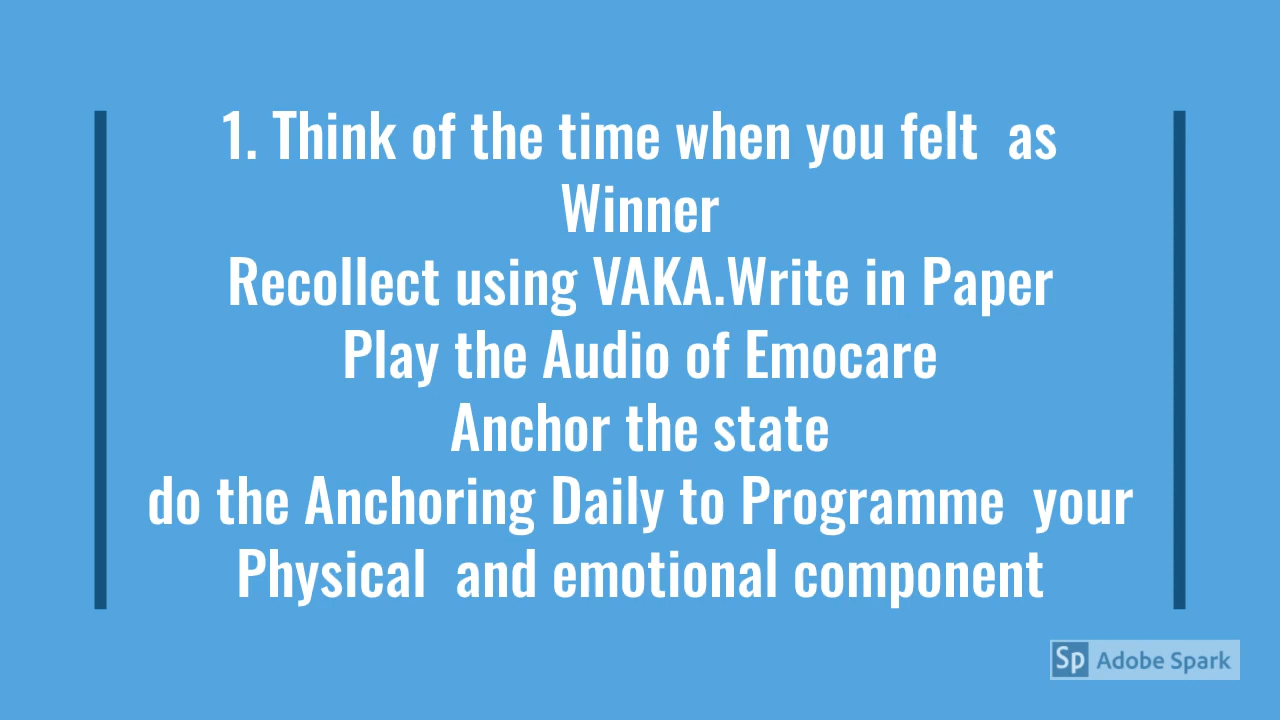 1. Think of the time when you felt  as
Winner
Recollect using VAKA.Write in Paper
Play the Audio of Emocare
Anchor the state
do the Anchoring Daily to Programme  your
Physical  and emotional component
Sp Adobe Spark